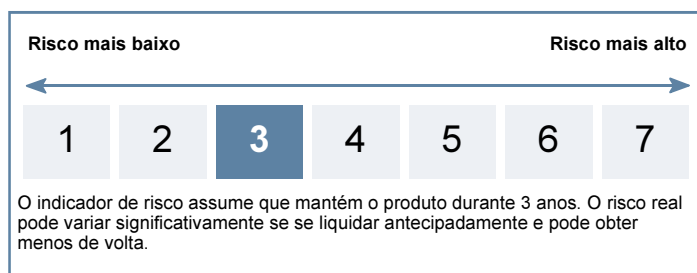 Risco mais baixo Risco mais alto
1 2 3 4 5 6 7
O indicador de risco assume que mantém o produto durante 3 anos. O risco real
pode variar significativamente se se liquidar antecipadamente e pode obter
menos de volta.